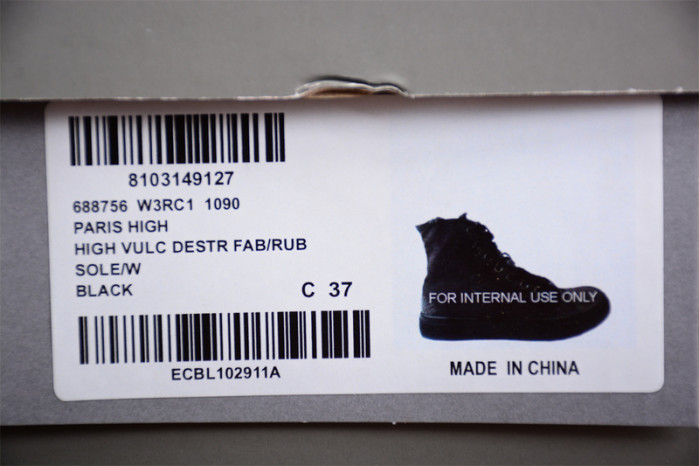 8103149127
688756 W3RC1 1090
PARIS HIGH
HIGH VULC DESTR FAB/RUB
SOLE/W
BLACK C 37
ECBL102911A
FOR INTERNAL USE ONLY
MADE IN CHINA